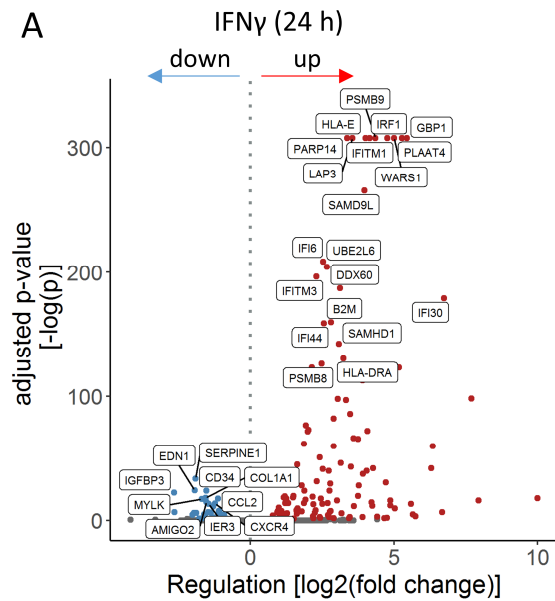 A
IFNγ (24 h)
down
up
PSMB9
HLA-E
IRF1
GBP1
PARP14
IFITM1
PLAAT4
LAP3
WARS1
SAMD9L
IFI6
UBE2L6
DDX60
IFITM3
B2M
IFI30
IFI44
SAMHD1
PSMB8
HLA-DRA
EDN1
SERPINE1
IGFBP3
CD34
COL1A1
MYLK
CCL2
AMIGO2
IER3
CXCR4
300
200
100
0
adjusted p-value
[-log(p)]
0
5
10
Regulation [log2(fold change)]